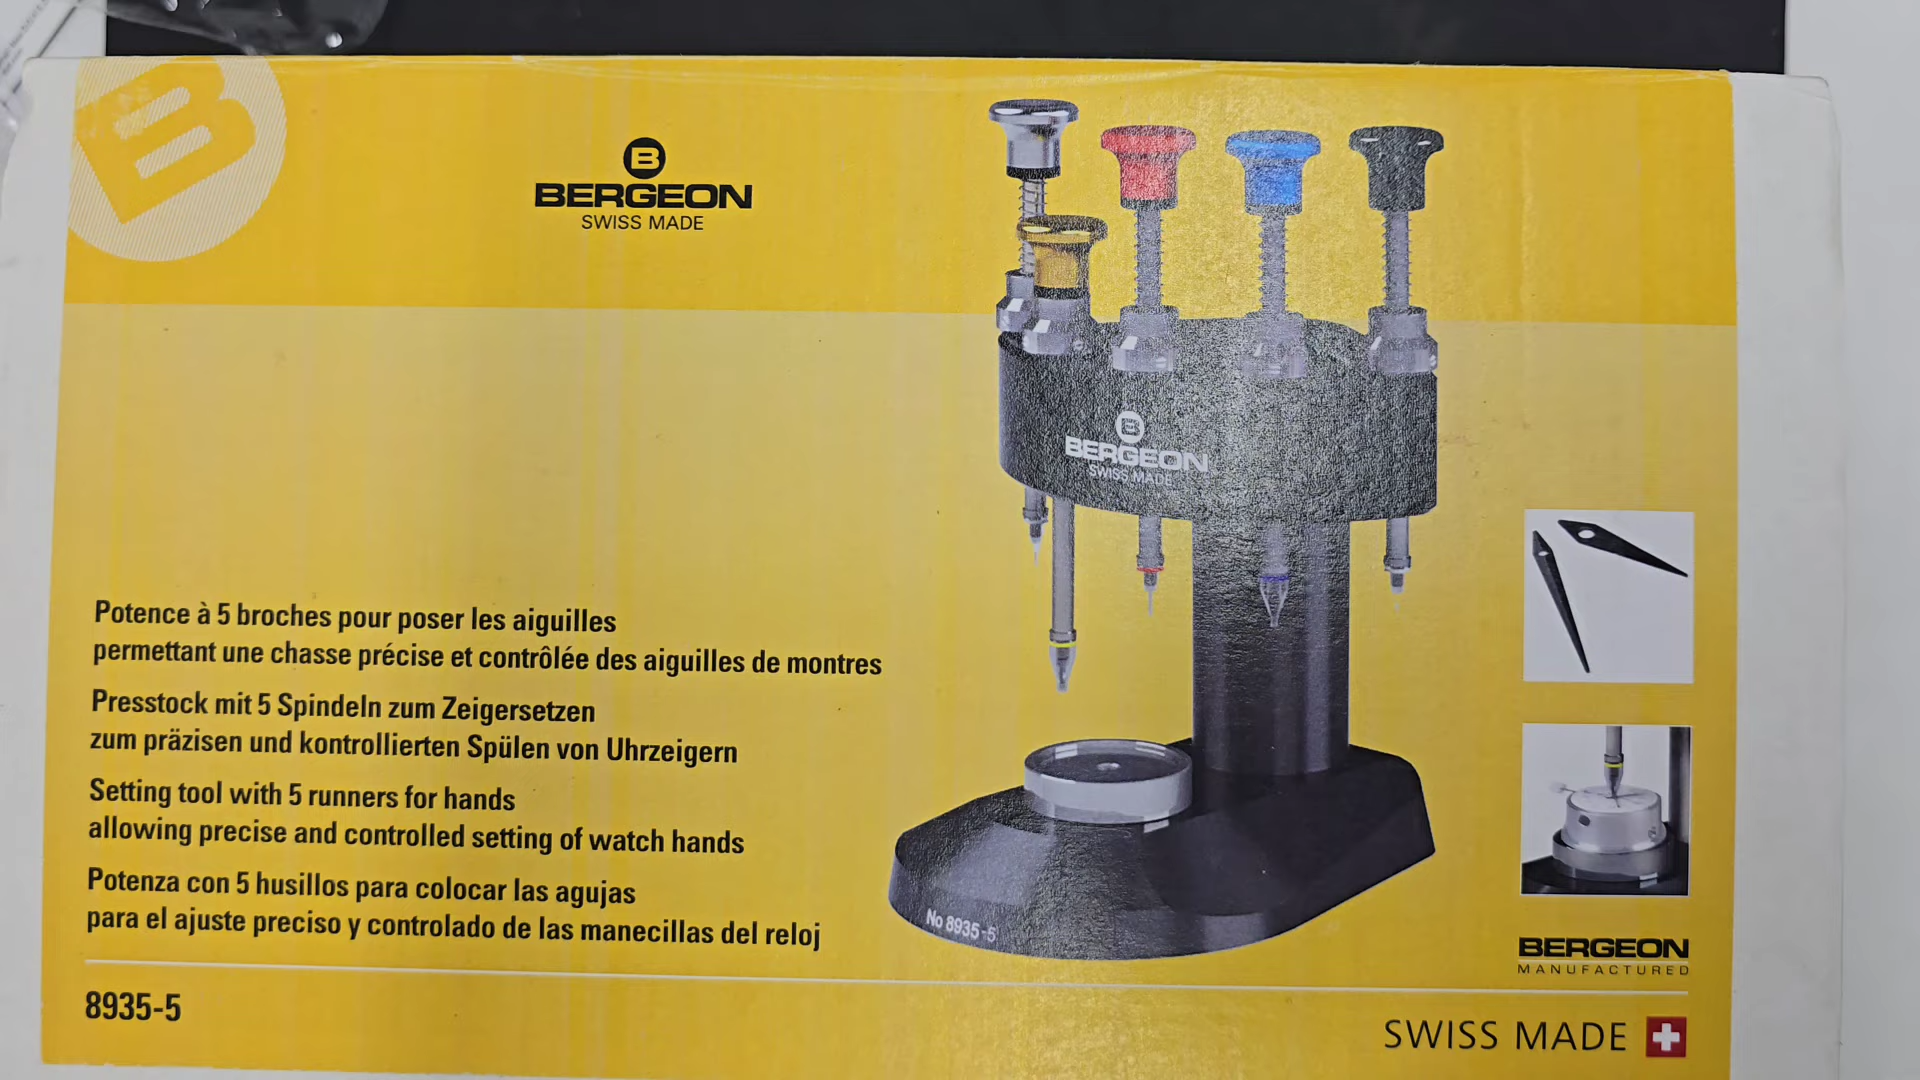 B
B
BERGEON
SWISS MADE
B
BERGEON
SWISS MADE
Potence à 5 broches pour poser les aiguilles
permettant une chasse précise et contrôlée des aiguilles de montres
Presstock mit 5 Spindeln zum Zeigersetzen
zum präzisen und kontrollierten Spülen von Uhrzeigern
Setting tool with 5 runners for hands
allowing precise and controlled setting of watch hands
Potenza con 5 husillos para colocar las agujas
para el ajuste preciso y controlado de las manecillas del reloj
No 8935-5
BERGEON
MANUFACTURED
8935-5
SWISS MADE